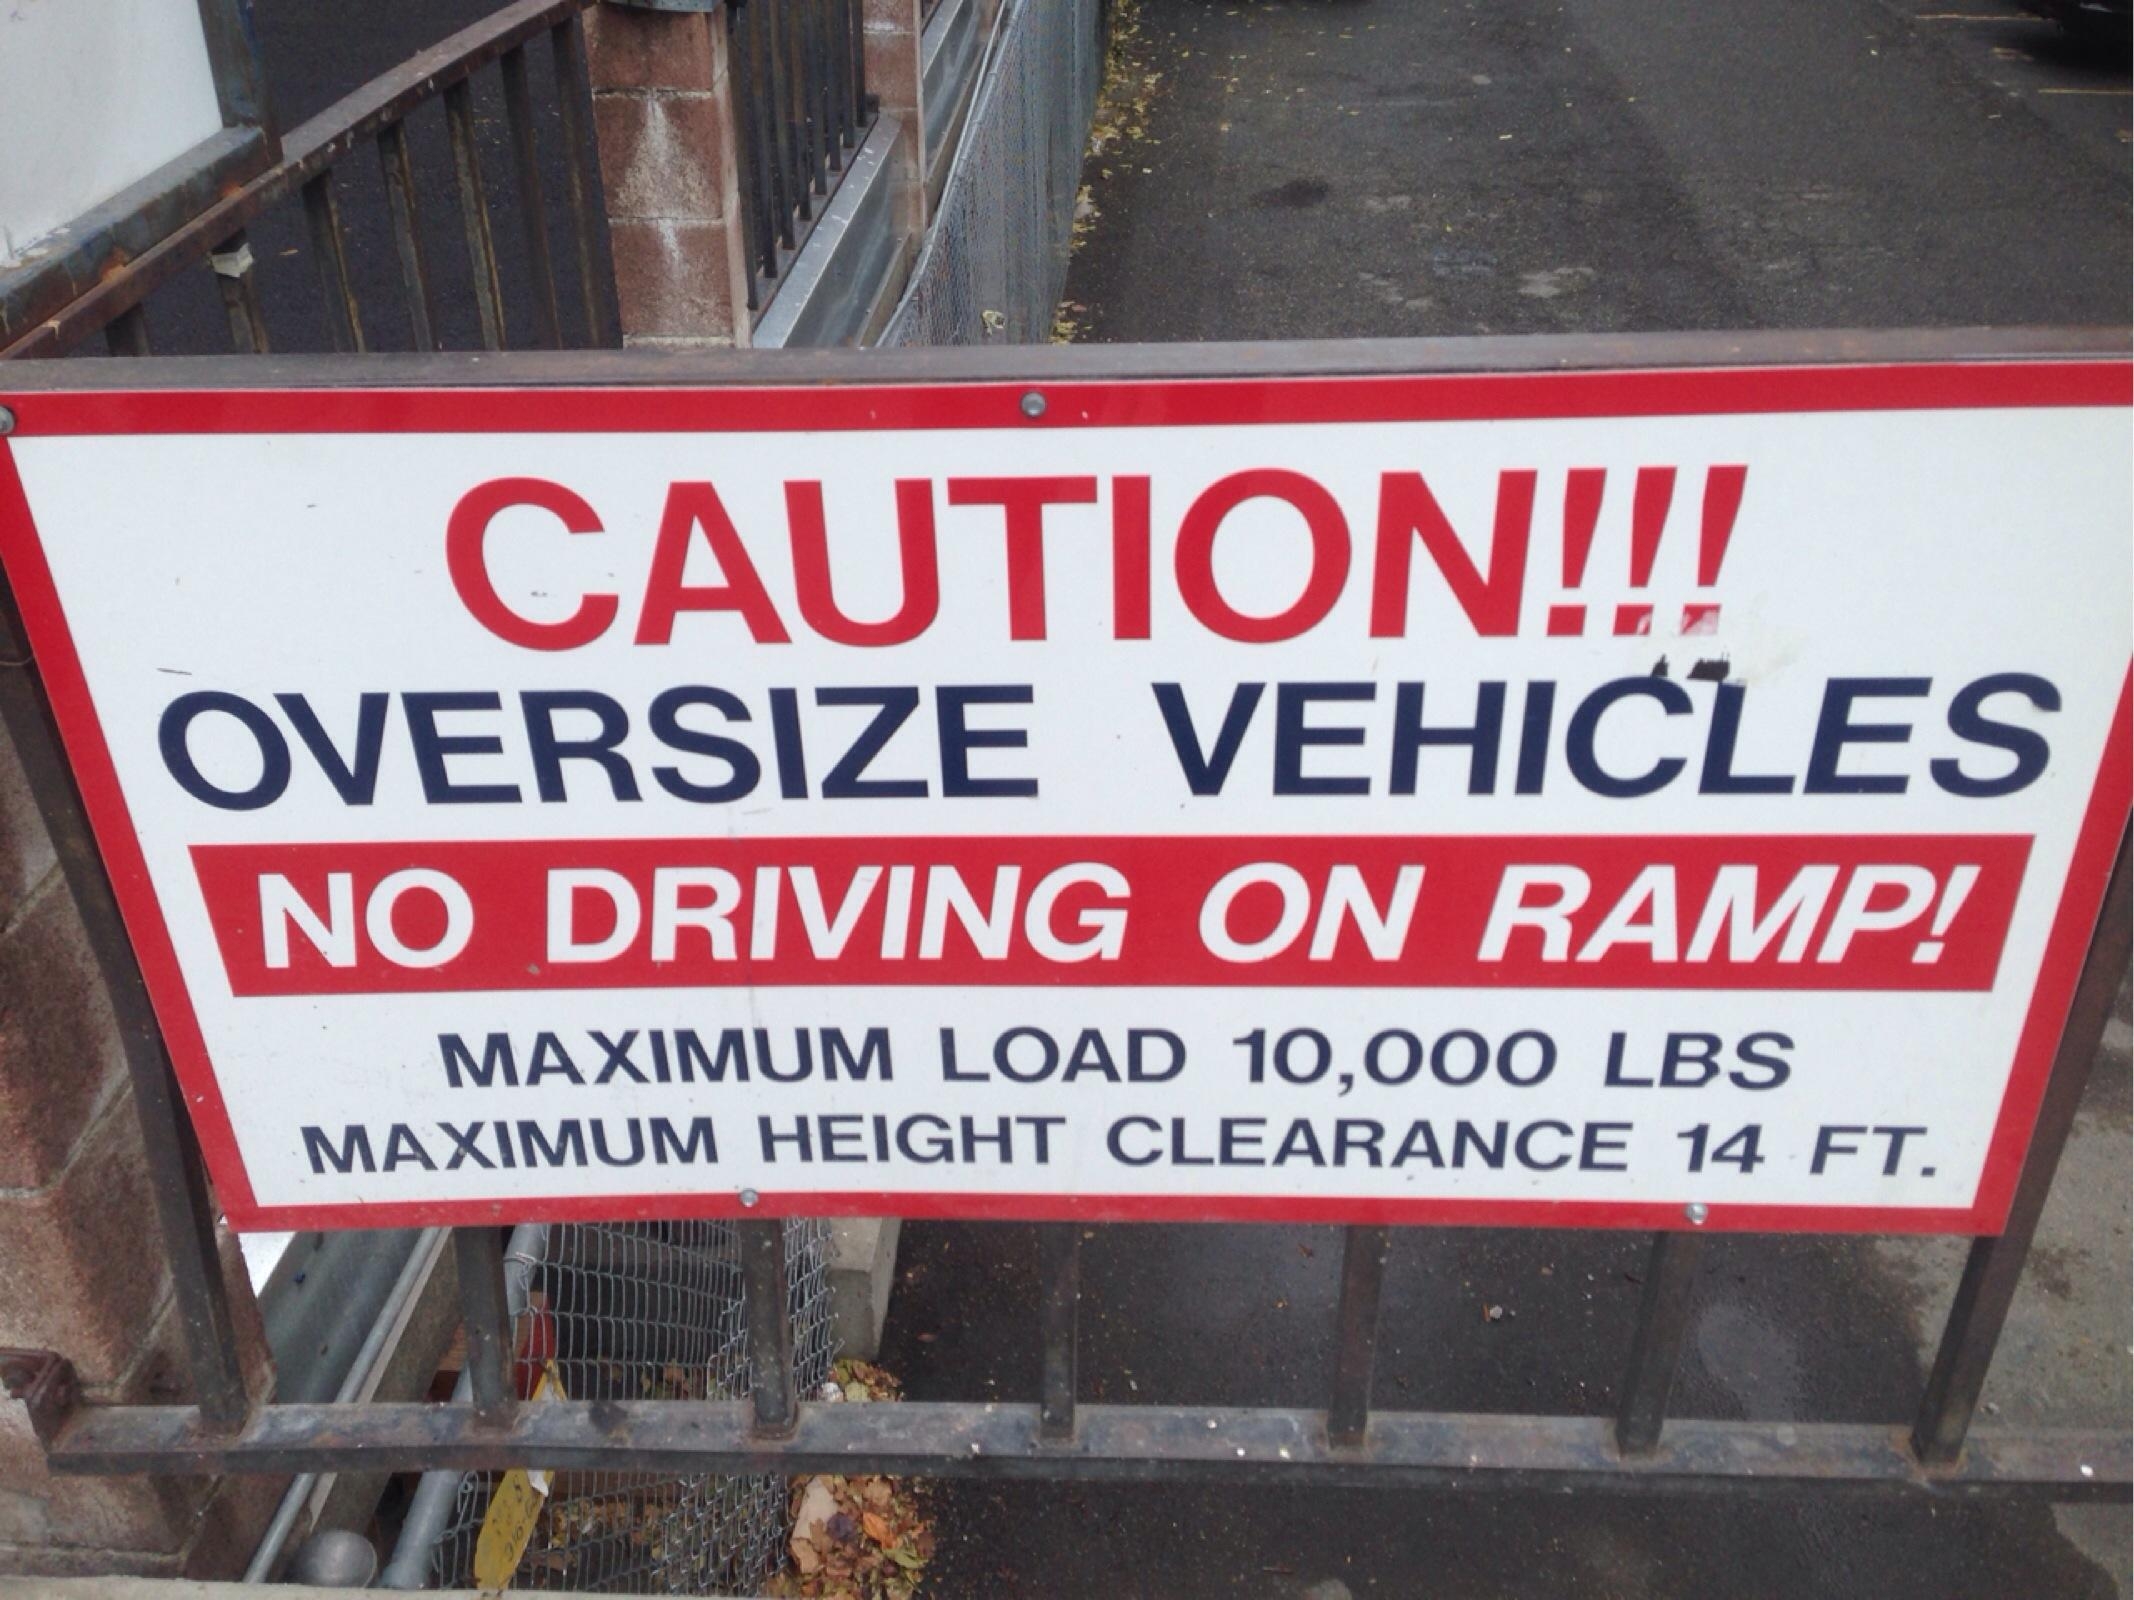 CAUTION!!!
OVERSIZE VEHICLES
NO DRIVING ON RAMP!
MAXIMUM LOAD 10,000 LBS
MAXIMUM HEIGHT CLEARANCE 14 FT.